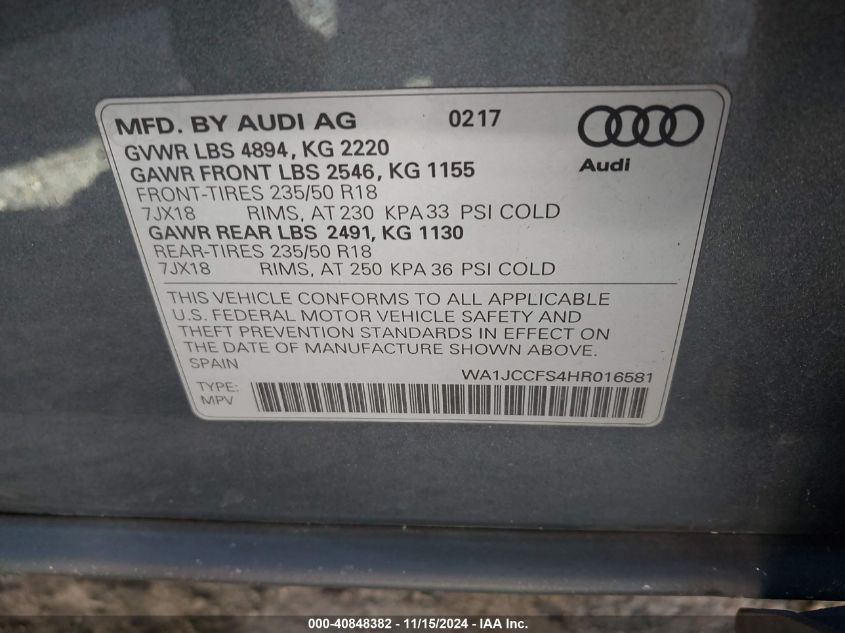 MFD. BY AUDI AG 0217
Audi
GVWR LBS 4894, KG 2220
GAWR FRONT LBS 2546, KG 1155
FRONT-TIRES 235/50 R18
7JX18 RIMS, AT 230 KPA 33 PSI COLD
GAWR REAR LBS 2491, KG 1130
REAR-TIRES 235/50 R18
7JX18 RIMS, AT 250 KPA 36 PSI COLD
THIS VEHICLE CONFORMS TO ALL APPLICABLE
U.S. FEDERAL MOTOR VEHICLE SAFETY AND
THEFT PREVENTION STANDARDS IN EFFECT ON
THE DATE OF MANUFACTURE SHOWN ABOVE.
SPAIN
WA1JCCFS4HR016581
TYPE:
MPV
000-40848382 - 11/15/2024 - IAA Inc.